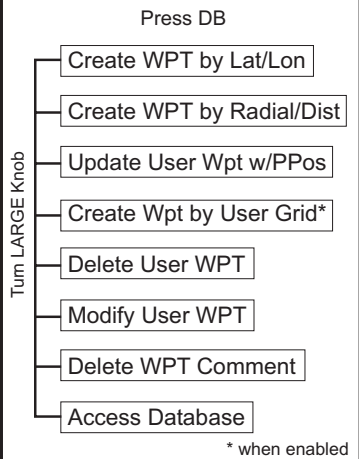 Press DB
Turn LARGE Knob
Create WPT by Lat/Lon
Create WPT by Radial/Dist
Update User Wpt w/PPos
Create Wpt by User Grid*
Delete User WPT
Modify User WPT
Delete WPT Comment
Access Database
* when enabled